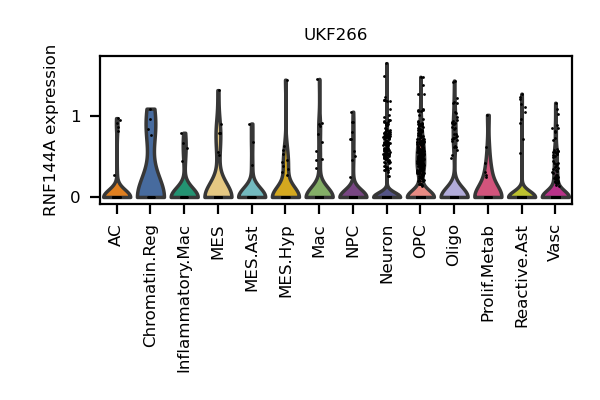 UKF266
RNF144A expression
1
0
AC
Chromatin.Reg
Inflammatory.Mac
MES
MES.Ast
MES.Hyp
Mac
NPC
Neuron
OPC
Oligo
Prolif.Metab
Reactive.Ast
Vasc